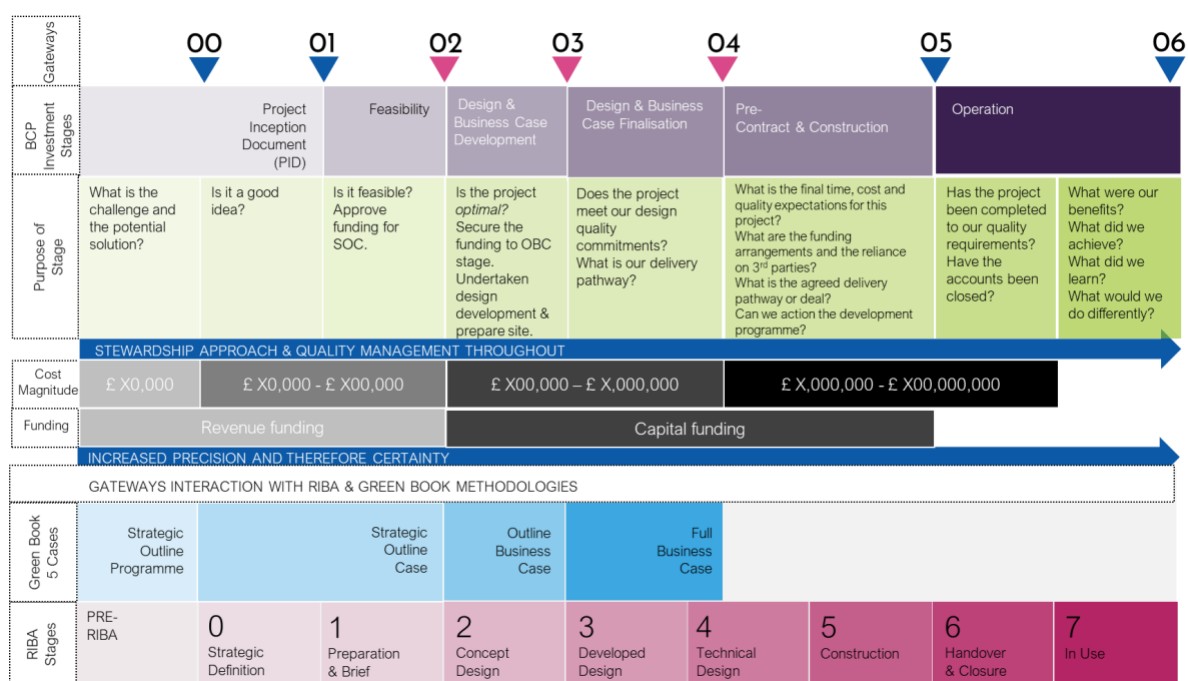 Gateways
00
01
02
03
04
05
06
BCP
Investment
Stages
Project
Inception
Document
(PID)
Feasibility
Design &
Business Case
Development
Design & Business
Case Finalisation
Pre-
Contract & Construction
Operation
Purpose of
Stage
What is the
challenge and
the potential
solution?
Is it a good
idea?
Is it feasible?
Approve
funding for
SOC.
Is the project
optimal?
Secure the
funding to OBC
stage.
Undertaken
design
development &
prepare site.
Does the project
meet our design
quality
commitments?
What is our delivery
pathway?
What is the final time, cost and
quality expectations for this
project?
What are the funding
arrangements and the reliance
on 3rd parties?
What is the agreed delivery
pathway or deal?
Can we action the development
programme?
Has the project
been completed
to our quality
requirements?
Have the
accounts been
closed?
What were our
benefits?
What did we
achieve?
What did we
learn?
What would we
do differently?
STEWARDSHIP APPROACH & QUALITY MANAGEMENT THROUGHOUT
Cost
Magnitude
£ X0,000
£ X0,000 - £ X00,000
£ X00,000 – £ X,000,000
£ X,000,000 - £ X00,000,000
Funding
Revenue funding
Capital funding
INCREASED PRECISION AND THEREFORE CERTAINTY
GATEWAYS INTERACTION WITH RIBA & GREEN BOOK METHODOLOGIES
Green Book
5 Cases
Strategic
Outline
Programme
Strategic
Outline
Case
Outline
Business
Case
Full
Business
Case
RIBA
Stages
PRE-
RIBA
0
Strategic
Definition
1
Preparation
& Brief
2
Concept
Design
3
Developed
Design
4
Technical
Design
5
Construction
6
Handover
& Closure
7
In Use